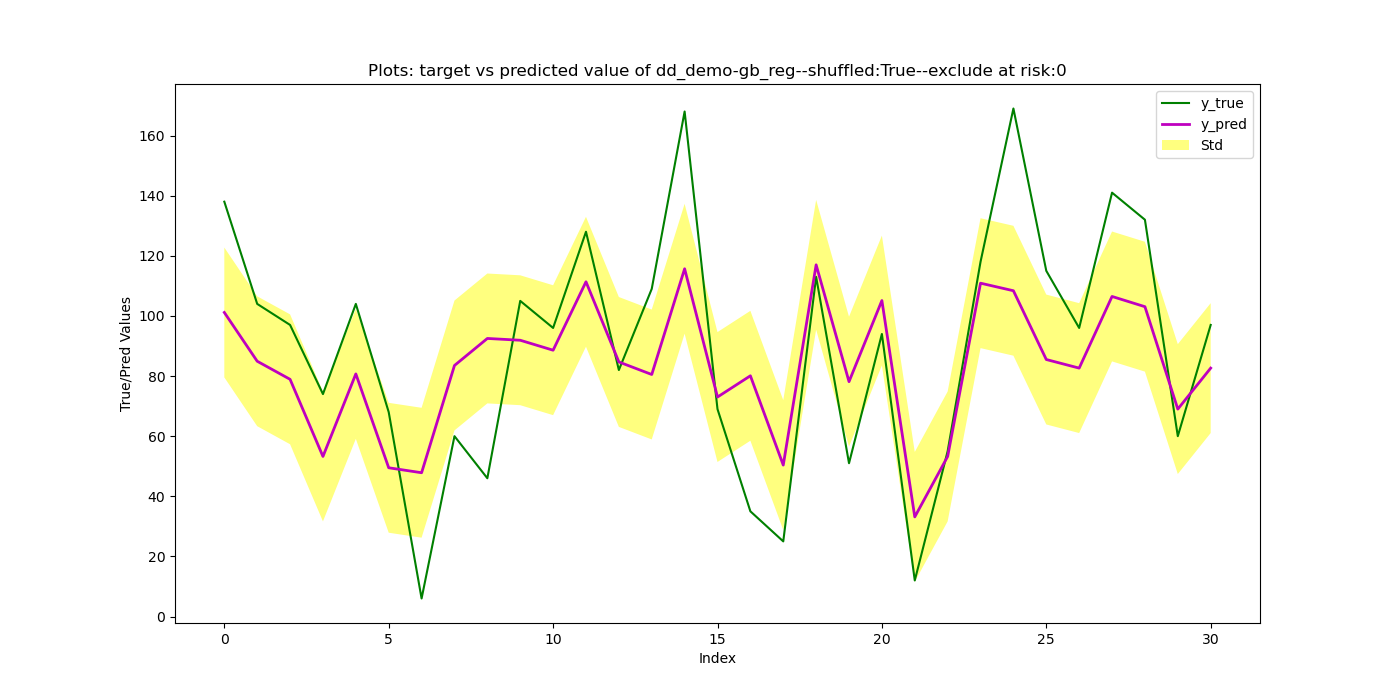 Plots: target vs predicted value of dd_demo-gb_reg--shuffled:True--exclude at risk:0
y_true
y_pred
Std
True/Pred Values
160
140
120
100
80
60
40
20
0
0 5 10 15 20 25 30
Index